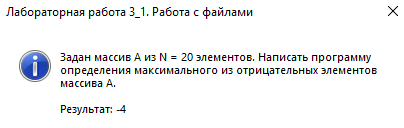 Лабораторная работа 3_1. Работа с файлами
Задан массив А из N = 20 элементов. Написать программу
определения максимального из отрицательных элементов
массива А.
Результат: -4